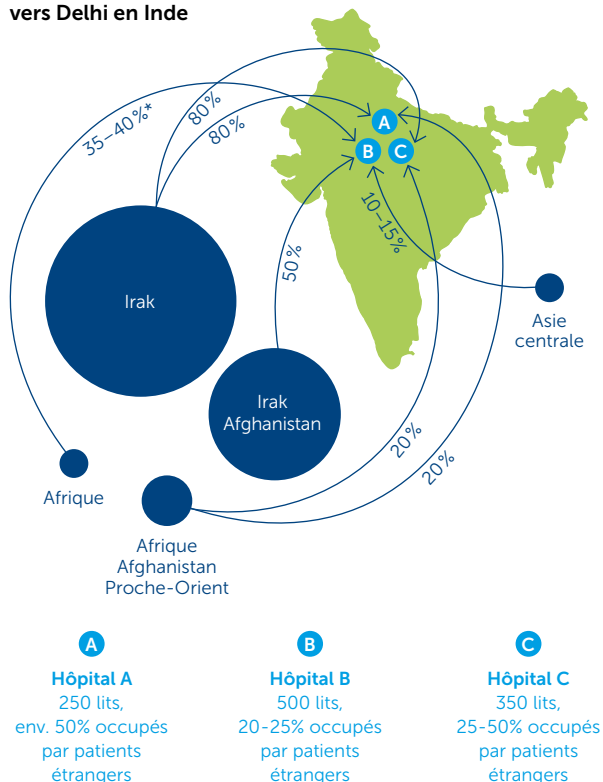 vers Delhi en Inde
35–40%*
80%
80%
A
B
C
10–15%
50%
Irak
Asie
centrale
Irak
Afghanistan
20%
20%
Afrique
Afrique
Afghanistan
Proche-Orient
A
Hôpital A
250 lits,
env. 50% occupés
par patients
étrangers
B
Hôpital B
500 lits,
20-25% occupés
par patients
étrangers
C
Hôpital C
350 lits,
25-50% occupés
par patients
étrangers